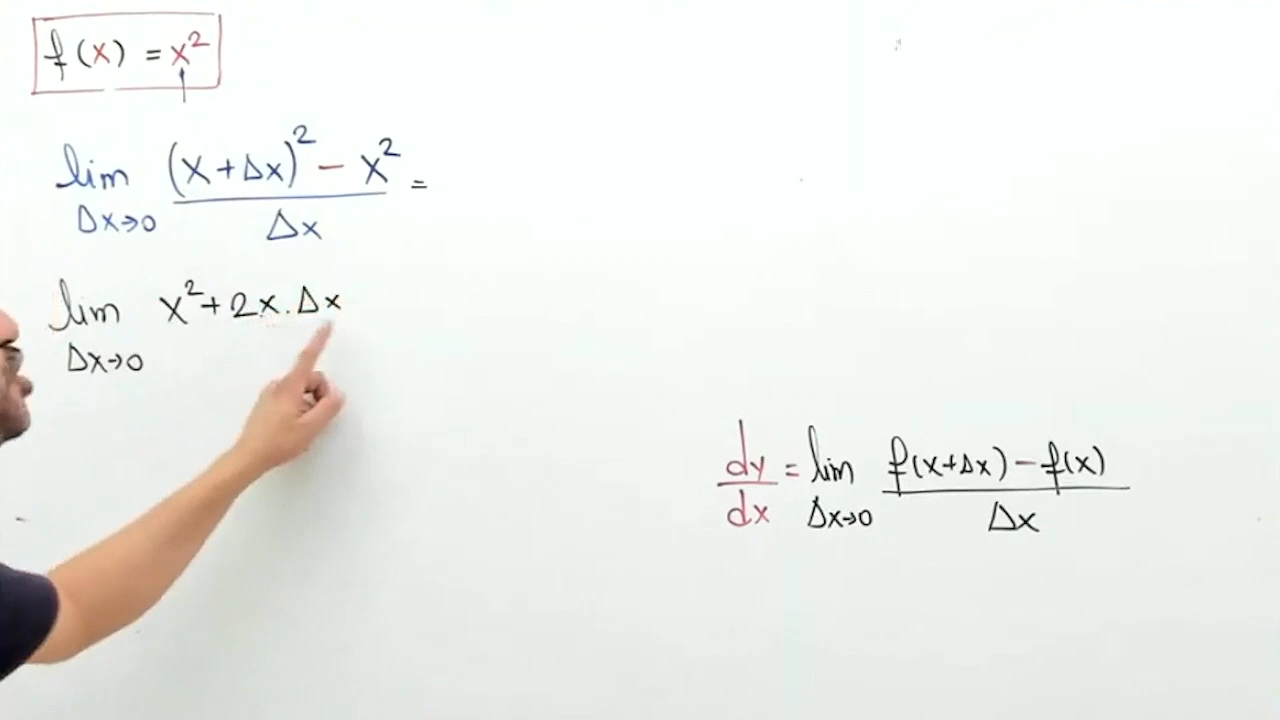 f(x) = x²
lim (x+Δx)² − x² =
Δx→0 Δx
lim x² + 2x.Δx
Δx→0
dy = lim f(x+Δx) − f(x)
dx Δx→0 Δx